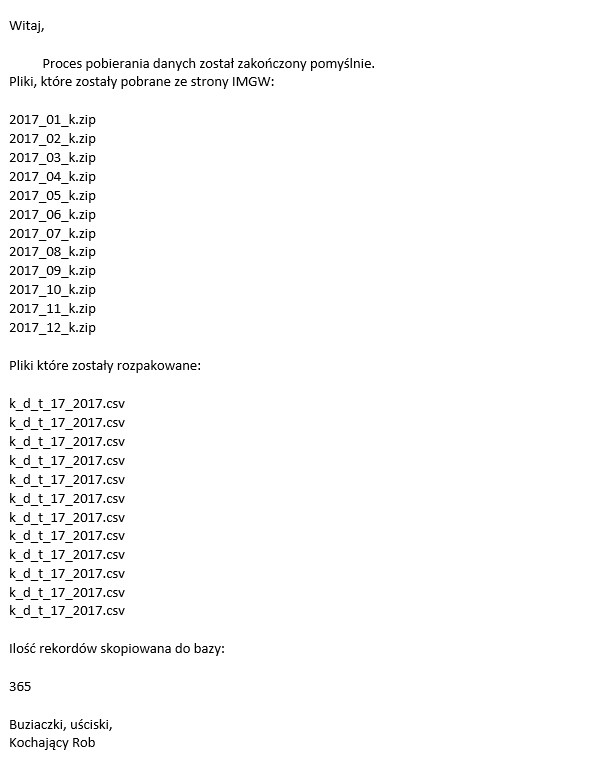 Witaj,
Proces pobierania danych został zakończony pomyślnie.
Pliki, które zostały pobrane ze strony IMGW:
2017_01_k.zip
2017_02_k.zip
2017_03_k.zip
2017_04_k.zip
2017_05_k.zip
2017_06_k.zip
2017_07_k.zip
2017_08_k.zip
2017_09_k.zip
2017_10_k.zip
2017_11_k.zip
2017_12_k.zip
Pliki które zostały rozpakowane:
k_d_t_17_2017.csv
k_d_t_17_2017.csv
k_d_t_17_2017.csv
k_d_t_17_2017.csv
k_d_t_17_2017.csv
k_d_t_17_2017.csv
k_d_t_17_2017.csv
k_d_t_17_2017.csv
k_d_t_17_2017.csv
k_d_t_17_2017.csv
k_d_t_17_2017.csv
k_d_t_17_2017.csv
Ilość rekordów skopiowana do bazy:
365
Buziaczki, uściski,
Kochający Rob